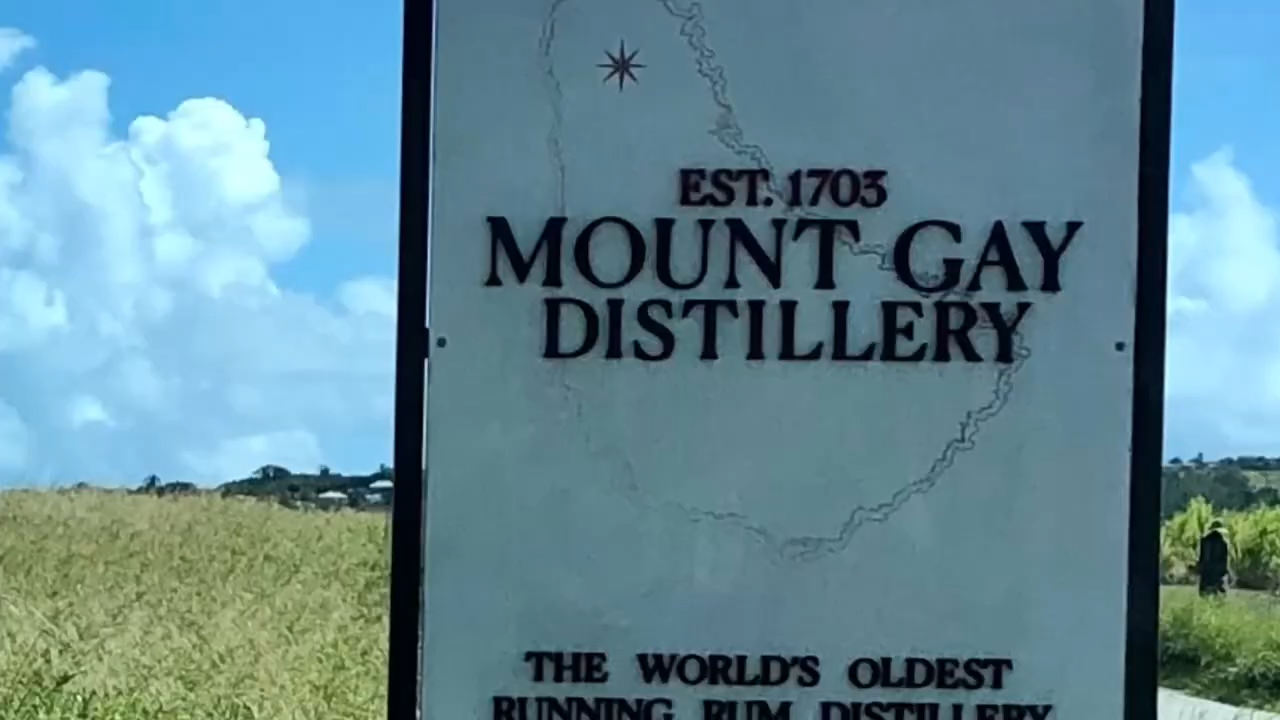 EST. 1703
MOUNT GAY
DISTILLERY
THE WORLD'S OLDEST
RUNNING RUM DISTILLERY